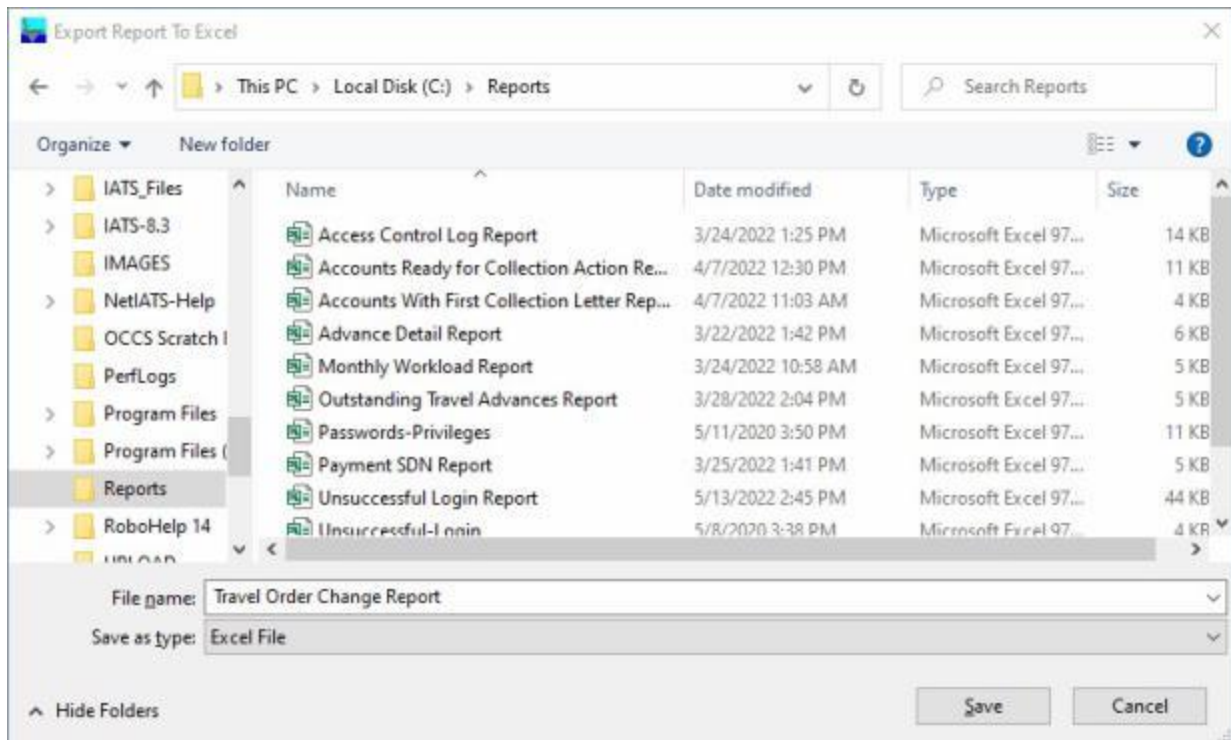 Export Report To Excel
This PC > Local Disk (C:) > Reports
Search Reports
Organize
New folder
IATS_Files
IATS-8.3
IMAGES
NetIATS-Help
OCCS Scratch
PerfLogs
Program Files
Program Files (
Reports
RoboHelp 14
UPLOAD
Name Date modified Type Size
Access Control Log Report 3/24/2022 1:25 PM Microsoft Excel 97... 14 KB
Accounts Ready for Collection Action Re... 4/7/2022 12:30 PM Microsoft Excel 97... 11 KB
Accounts With First Collection Letter Rep... 4/7/2022 11:03 AM Microsoft Excel 97... 4 KB
Advance Detail Report 3/22/2022 1:42 PM Microsoft Excel 97... 6 KB
Monthly Workload Report 3/24/2022 10:58 AM Microsoft Excel 97... 5 KB
Outstanding Travel Advances Report 3/28/2022 2:04 PM Microsoft Excel 97... 5 KB
Passwords-Privileges 5/11/2020 3:50 PM Microsoft Excel 97... 11 KB
Payment SDN Report 3/25/2022 1:41 PM Microsoft Excel 97... 5 KB
Unsuccessful Login Report 5/13/2022 2:45 PM Microsoft Excel 97... 44 KB
Unsuccessful-Login 5/8/2020 3:38 PM Microsoft Excel 97... 4 KB
File name: Travel Order Change Report
Save as type: Excel File
Hide Folders
Save
Cancel